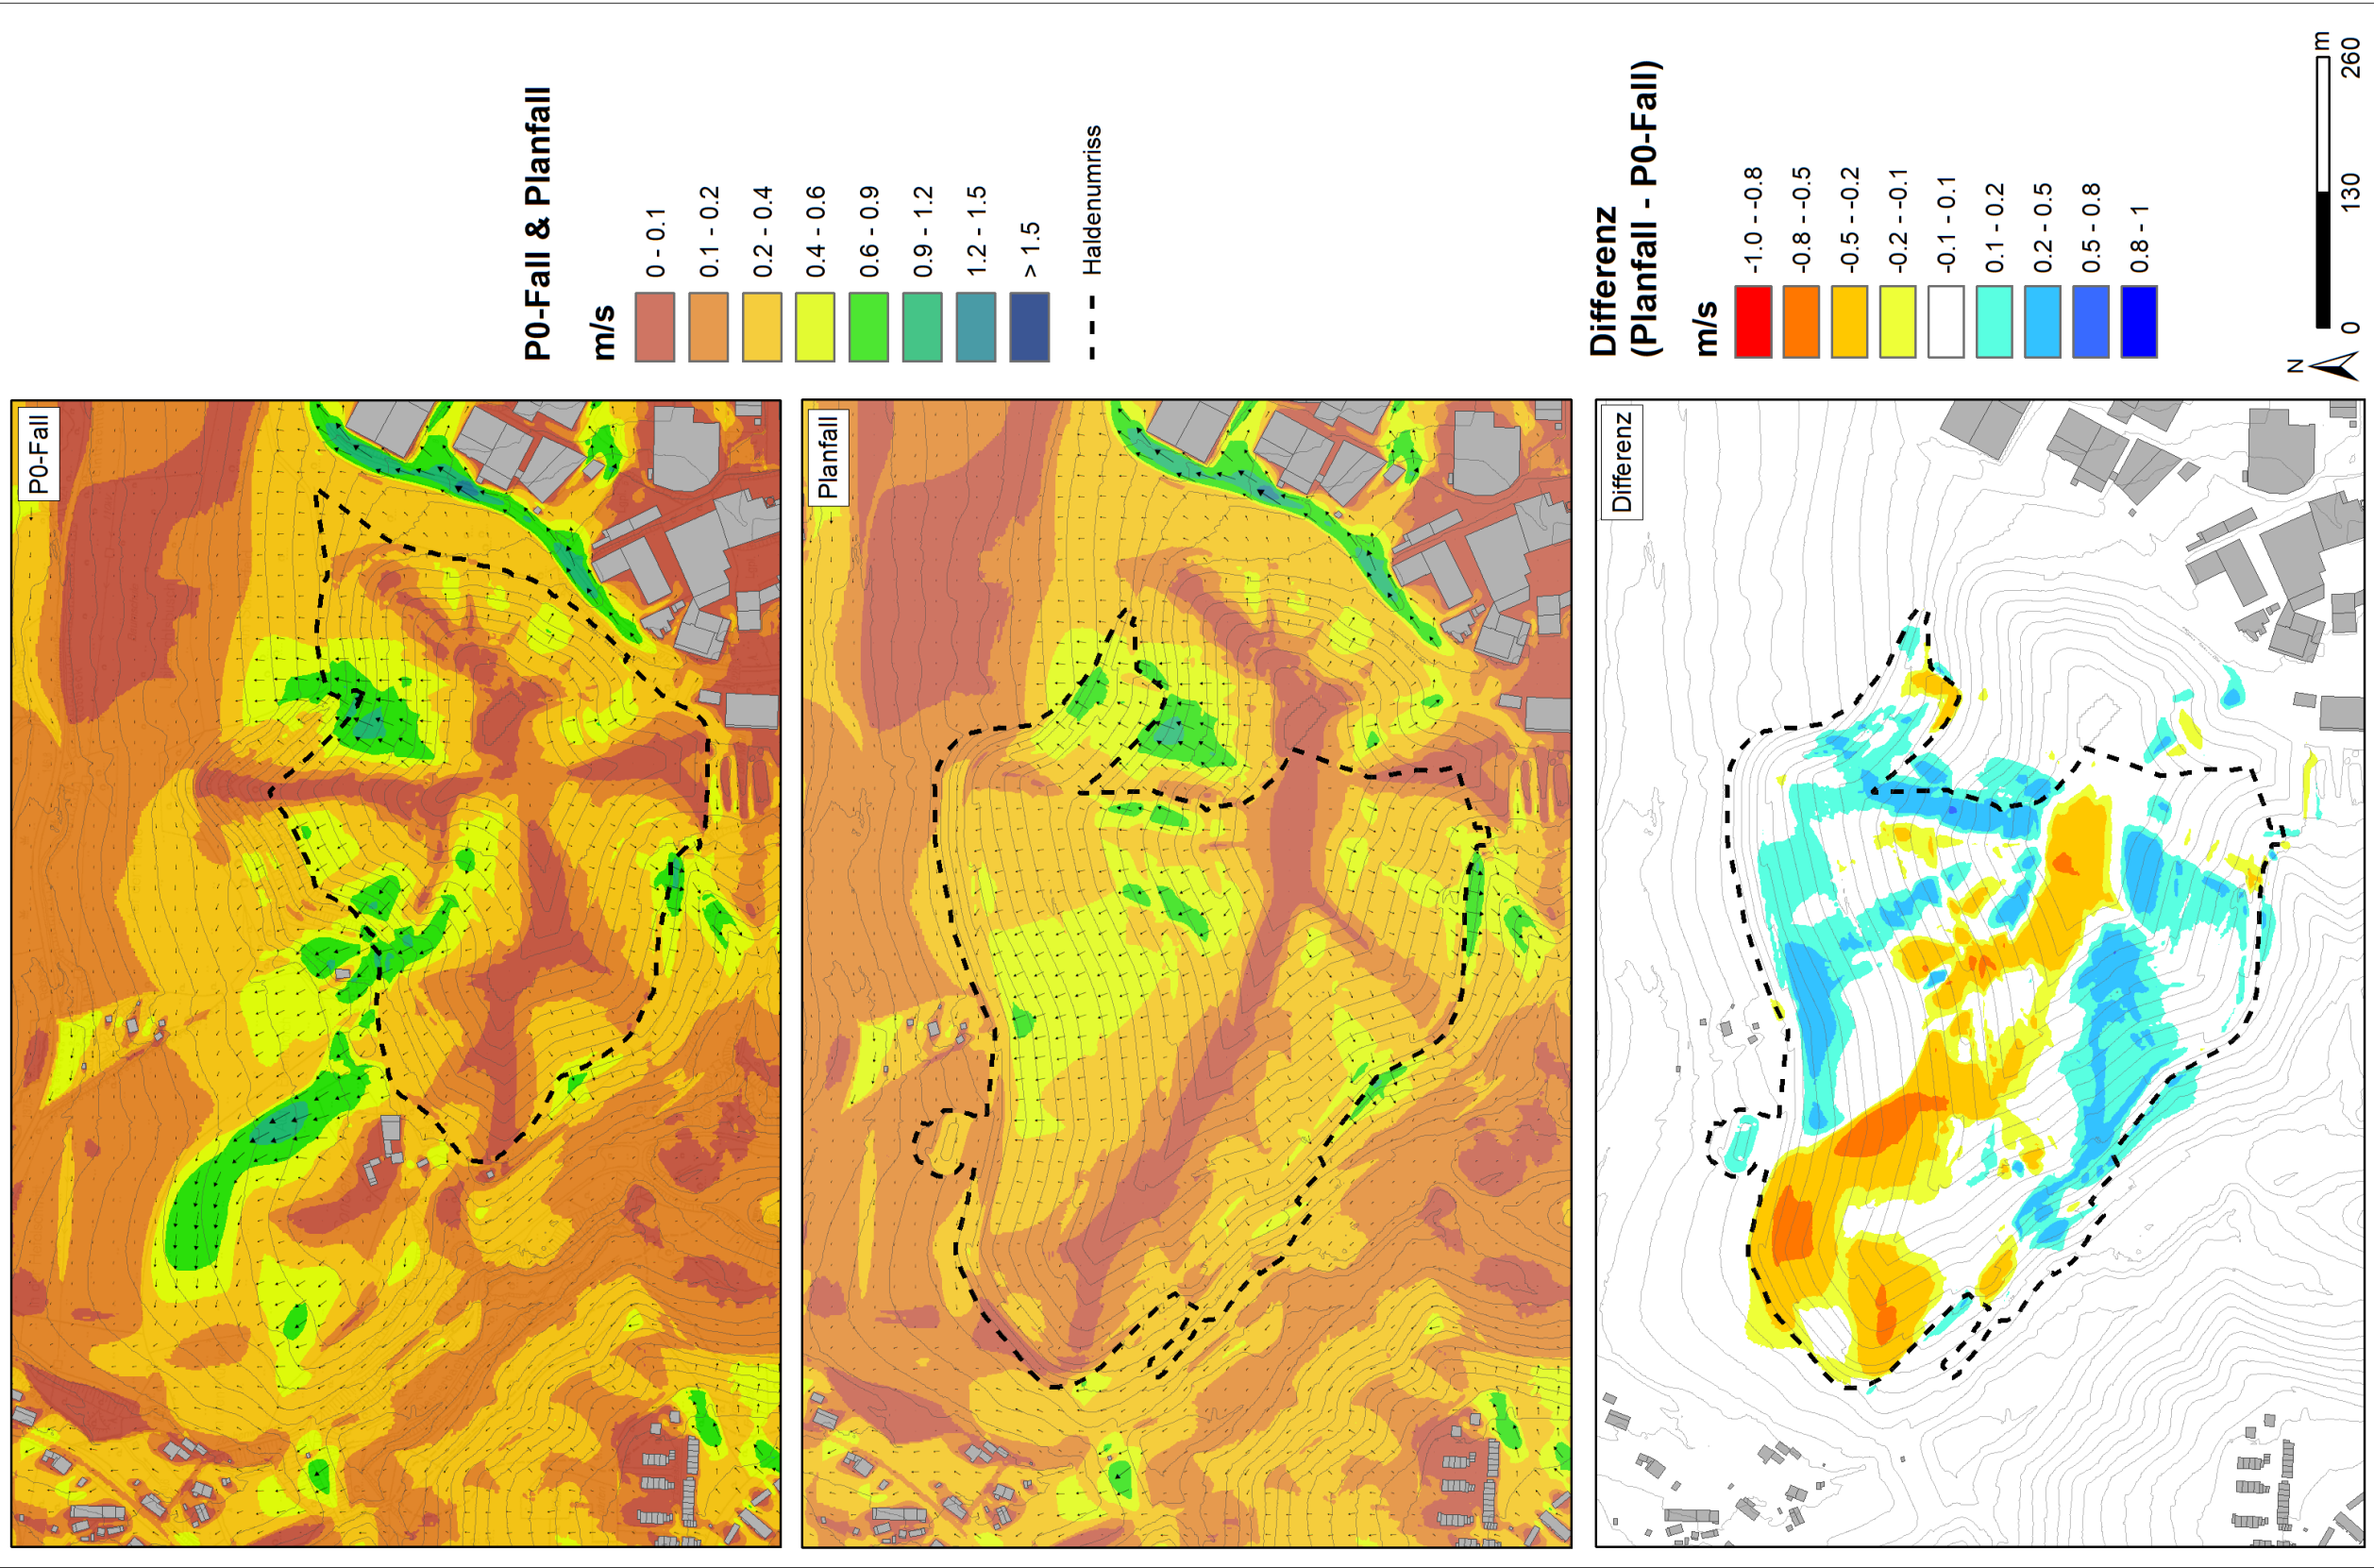 P0-Fall
P0-Fall & Planfall
m/s
0 - 0.1
0.1 - 0.2
0.2 - 0.4
0.4 - 0.6
0.6 - 0.9
0.9 - 1.2
1.2 - 1.5
> 1.5
Haldenumriss
Planfall
Differenz
Differenz
(Planfall - P0-Fall)
m/s
-1.0 - -0.8
-0.8 - -0.5
-0.5 - -0.2
-0.2 - -0.1
-0.1 - 0.1
0.1 - 0.2
0.2 - 0.5
0.5 - 0.8
0.8 - 1
N
m
0 130 260